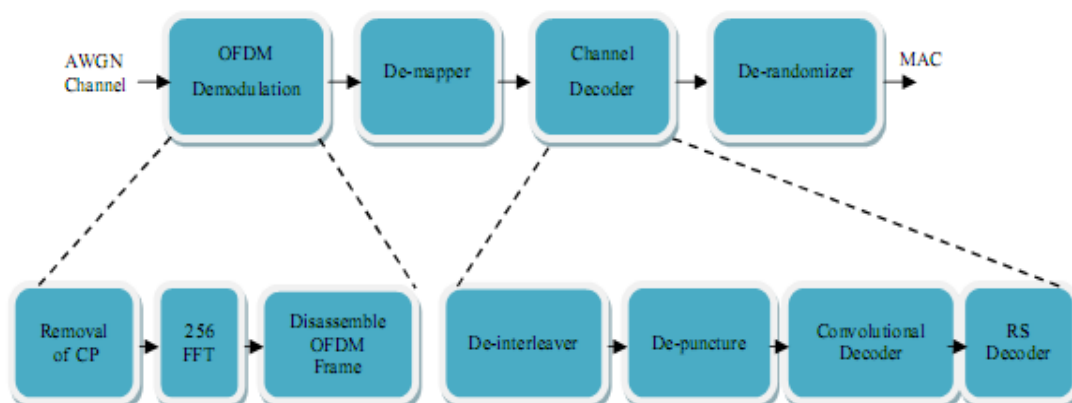 AWGN
Channel
OFDM
Demodulation
De-mapper
Channel
Decoder
De-randomizer
MAC
Removal
of CP
256
FFT
Disassemble
OFDM
Frame
De-interleaver
De-puncture
Convolutional
Decoder
RS
Decoder